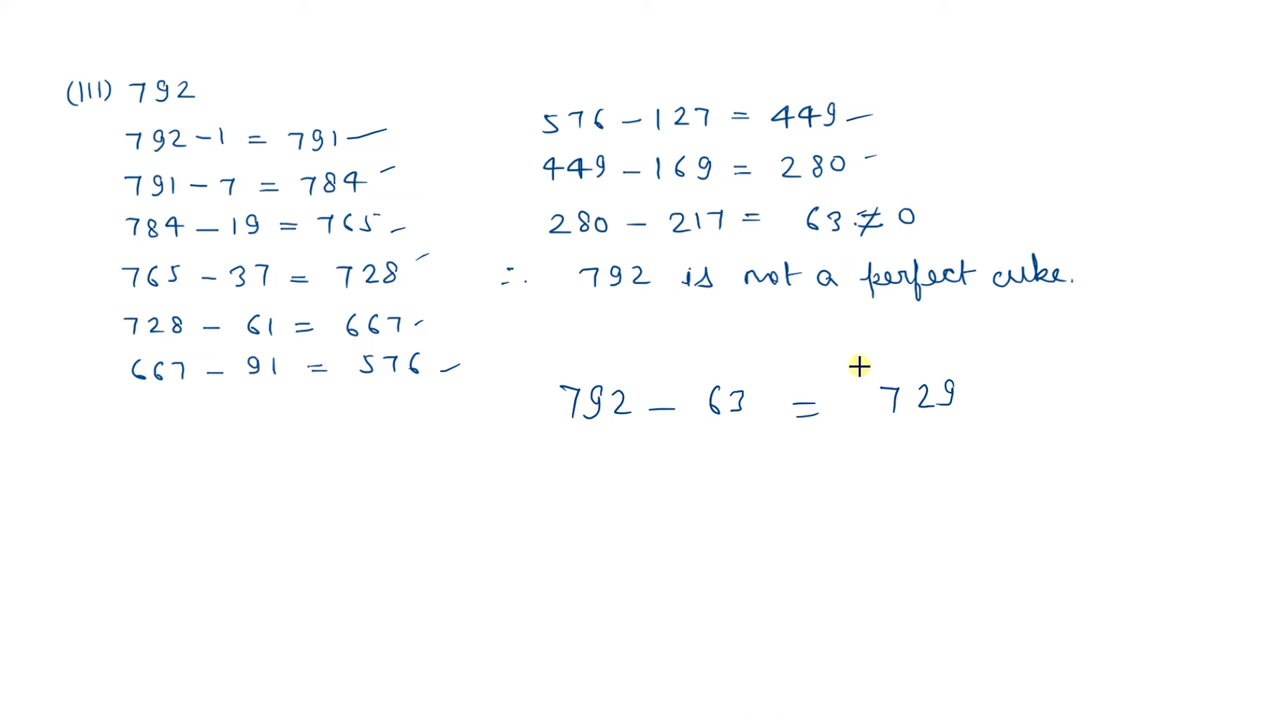 (III) 792
792 - 1 = 791
791 - 7 = 784
784 - 19 = 765
765 - 37 = 728
728 - 61 = 667
667 - 91 = 576
576 - 127 = 449
449 - 169 = 280
280 - 217 = 63 ≠ 0
∴ 792 is not a perfect cube.
792 - 63 = 729